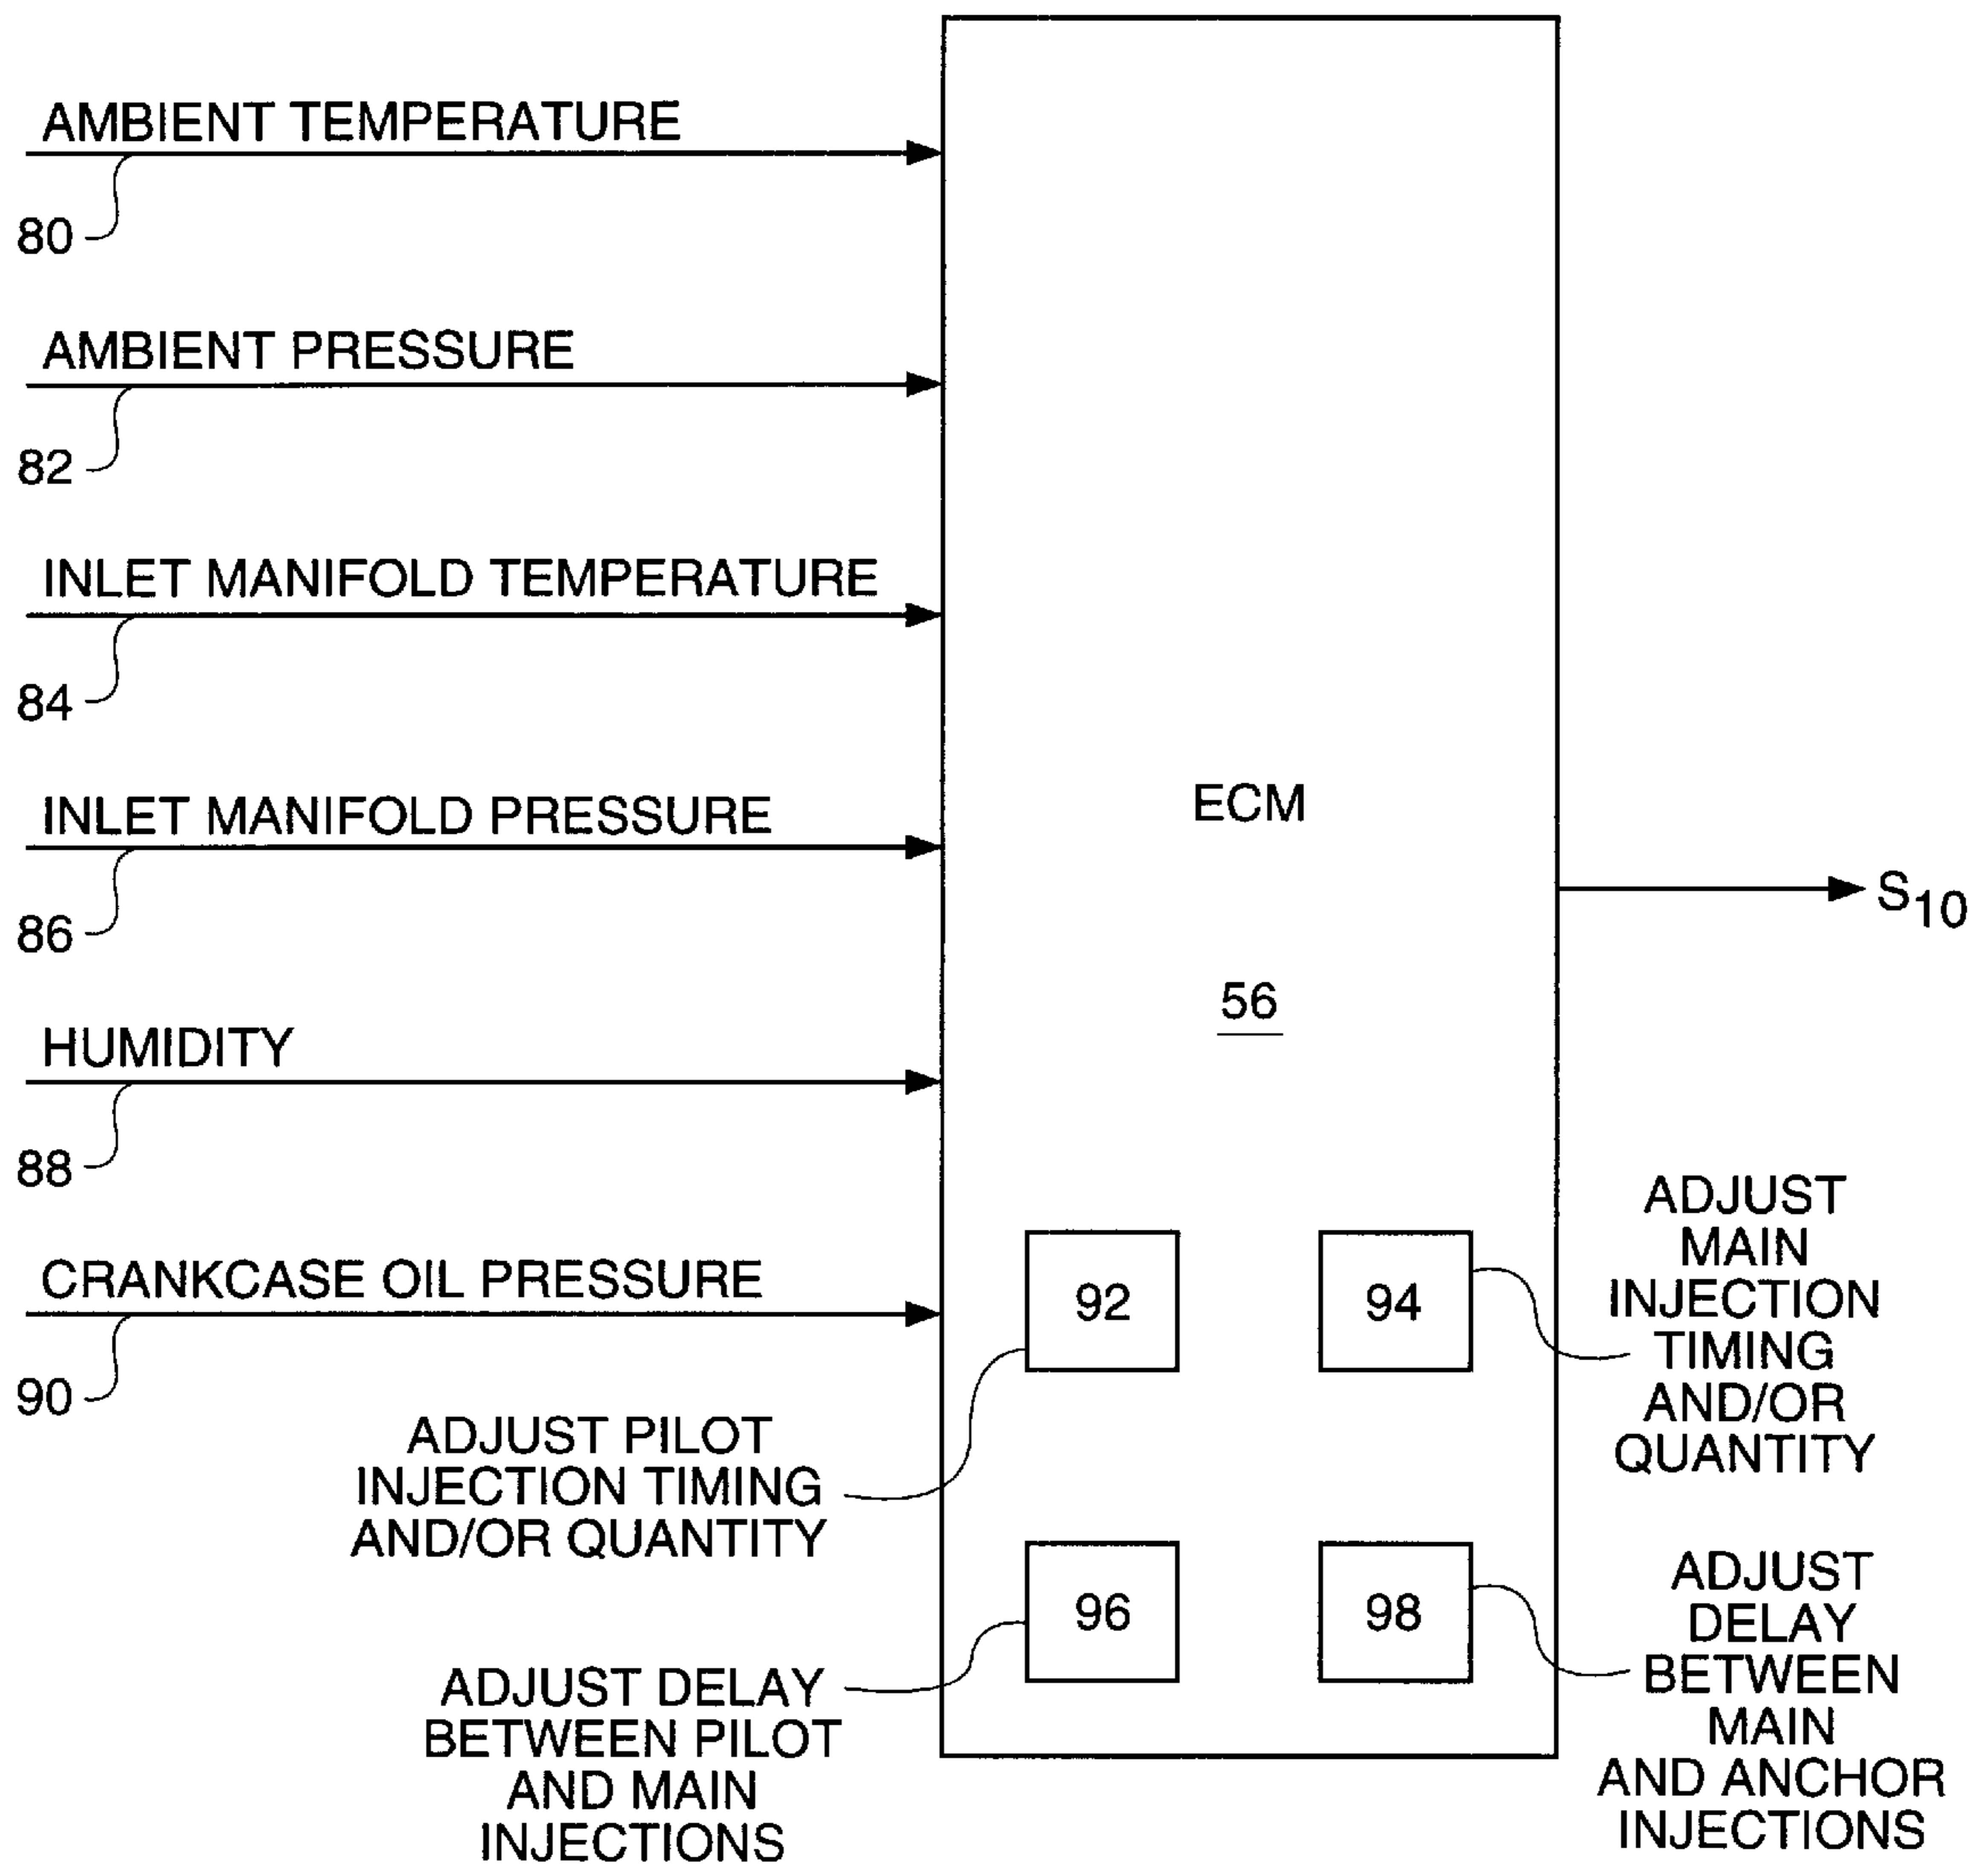 AMBIENT TEMPERATURE
80
AMBIENT PRESSURE
82
INLET MANIFOLD TEMPERATURE
84
INLET MANIFOLD PRESSURE
86
HUMIDITY
88
CRANKCASE OIL PRESSURE
90
ECM
56
S10
92
94
ADJUST PILOT
INJECTION TIMING
AND/OR QUANTITY
ADJUST
MAIN
INJECTION
TIMING
AND/OR
QUANTITY
96
98
ADJUST DELAY
BETWEEN PILOT
AND MAIN
INJECTIONS
ADJUST
DELAY
BETWEEN
MAIN
AND ANCHOR
INJECTIONS